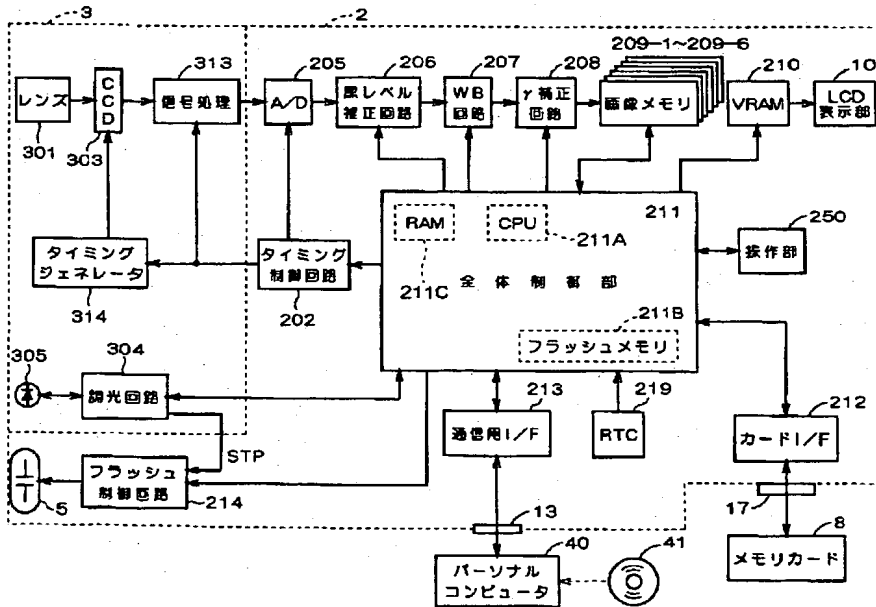 3
2
313
205
206
207
208
209-1~209-6
210
10
レンズ
CCD
信号処理
A/D
黒レベル
補正回路
WB
回路
γ補正
回路
画像メモリ
VRAM
LCD
表示部
301
303
211
RAM
CPU
211A
250
操作部
タイミング
ジェネレータ
タイミング
制御回路
211C
全体制御部
314
202
211B
フラッシュメモリ
305
304
調光回路
213
219
212
通信用I/F
RTC
カードI/F
STP
フラッシュ
制御回路
5
214
13
17
40
41
8
パーソナル
コンピュータ
メモリカード